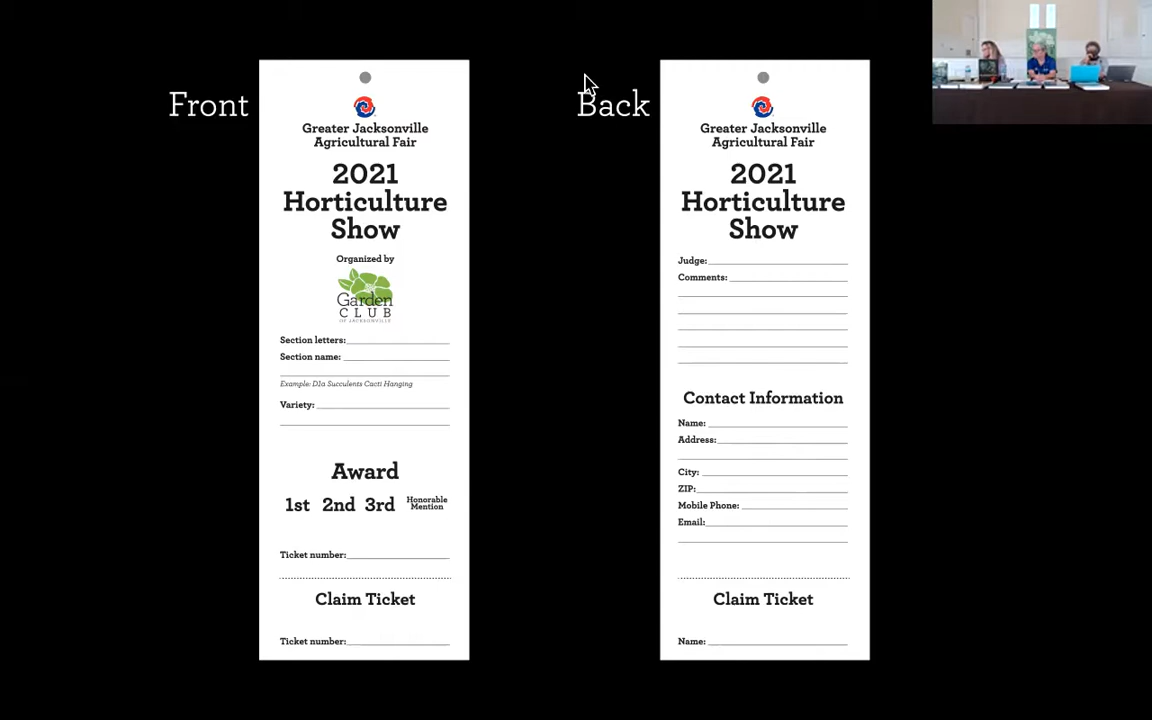 Front
Greater Jacksonville
Agricultural Fair
2021
Horticulture
Show
Organized by
Garden
CLUB
OF JACKSONVILLE
Section letters:
Section name:
Example: D1a Succulents Cacti Hanging
Variety:
Award
1st 2nd 3rd Honorable Mention
Ticket number:
Claim Ticket
Ticket number:
Back
Greater Jacksonville
Agricultural Fair
2021
Horticulture
Show
Judge:
Comments:
Contact Information
Name:
Address:
City:
ZIP:
Mobile Phone:
Email:
Claim Ticket
Name: